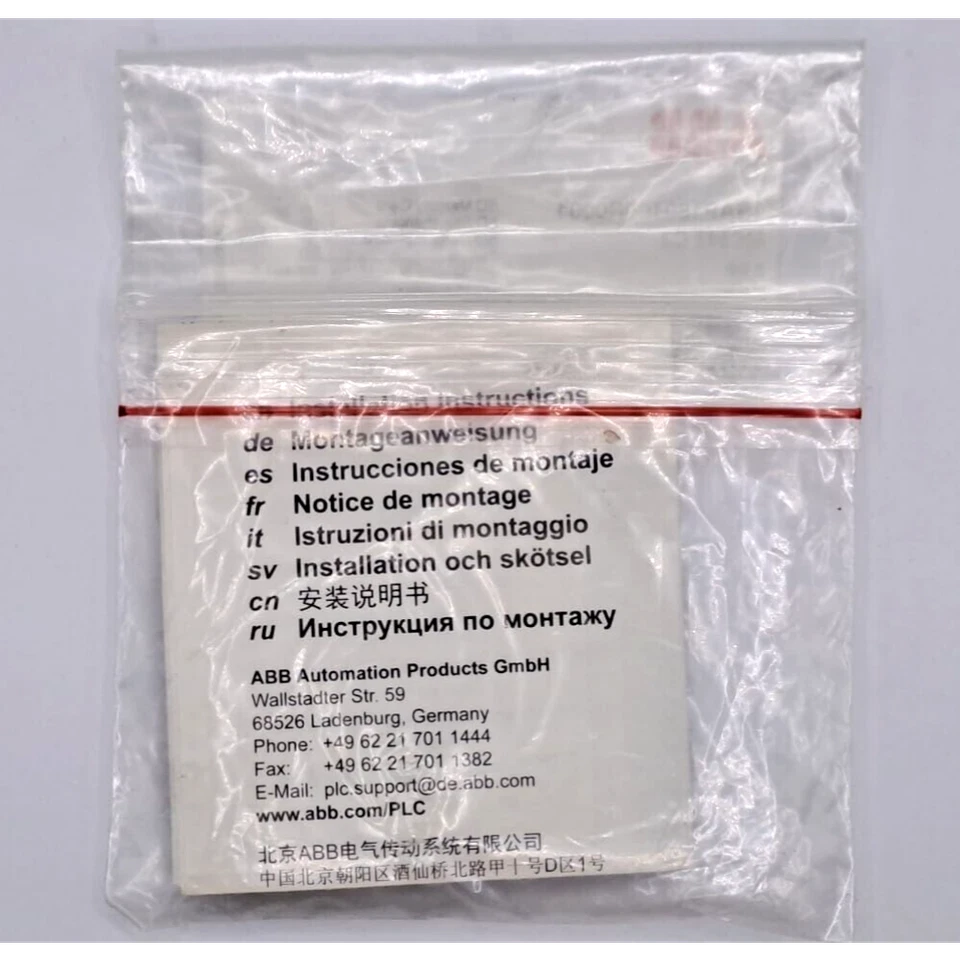 Installation Instructions
de Montageanweisung
es Instrucciones de montaje
fr Notice de montage
it Istruzioni di montaggio
sv Installation och skötsel
cn 安装说明书
ru Инструкция по монтажу
ABB Automation Products GmbH
Wallstadter Str. 59
68526 Ladenburg, Germany
Phone: +49 62 21 701 1444
Fax: +49 62 21 701 1382
E-Mail: plc.support@de.abb.com
www.abb.com/PLC
北京ABB电气传动系统有限公司
中国北京朝阳区酒仙桥北路甲十号D区1号